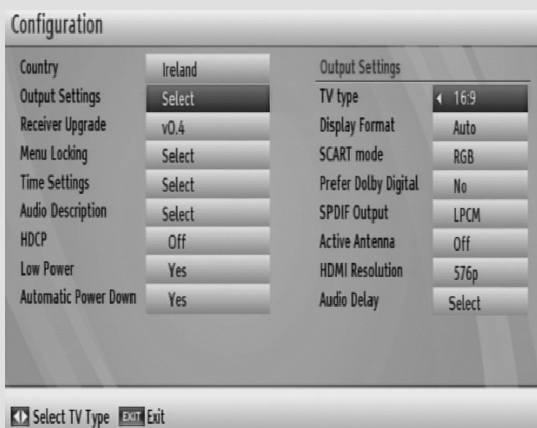 Configuration
Country Ireland
Output Settings Select
Receiver Upgrade v0.4
Menu Locking Select
Time Settings Select
Audio Description Select
HDCP Off
Low Power Yes
Automatic Power Down Yes
Output Settings
TV type 16:9
Display Format Auto
SCART mode RGB
Prefer Dolby Digital No
SPDIF Output LPCM
Active Antenna Off
HDMI Resolution 576p
Audio Delay Select
Select TV Type EXIT Exit